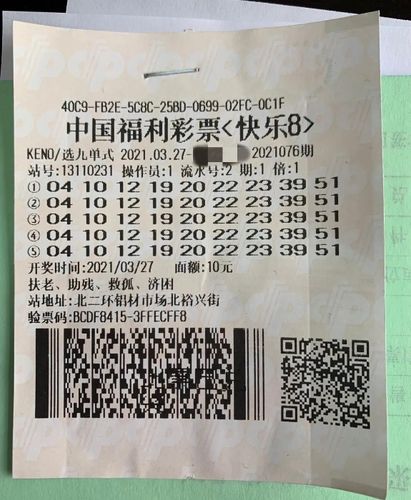 40C9-FB2E-5C8C-25BD-0699-02FC-0C1F
中国福利彩票<快乐8>
KENO/选九单式 2021.03.27- 2021076期
站号:13110231 操作员:1 流水号:2 期:1 倍:1
① 04 10 12 19 20 22 23 39 51
② 04 10 12 19 20 22 23 39 51
③ 04 10 12 19 20 22 23 39 51
④ 04 10 12 19 20 22 23 39 51
⑤ 04 10 12 19 20 22 23 39 51
开奖时间:2021/03/27 面额:10元
扶老、助残、救孤、济困
站地址:北二环铝材市场北裕兴街
验票码:BCDF8415-3FFECFF8